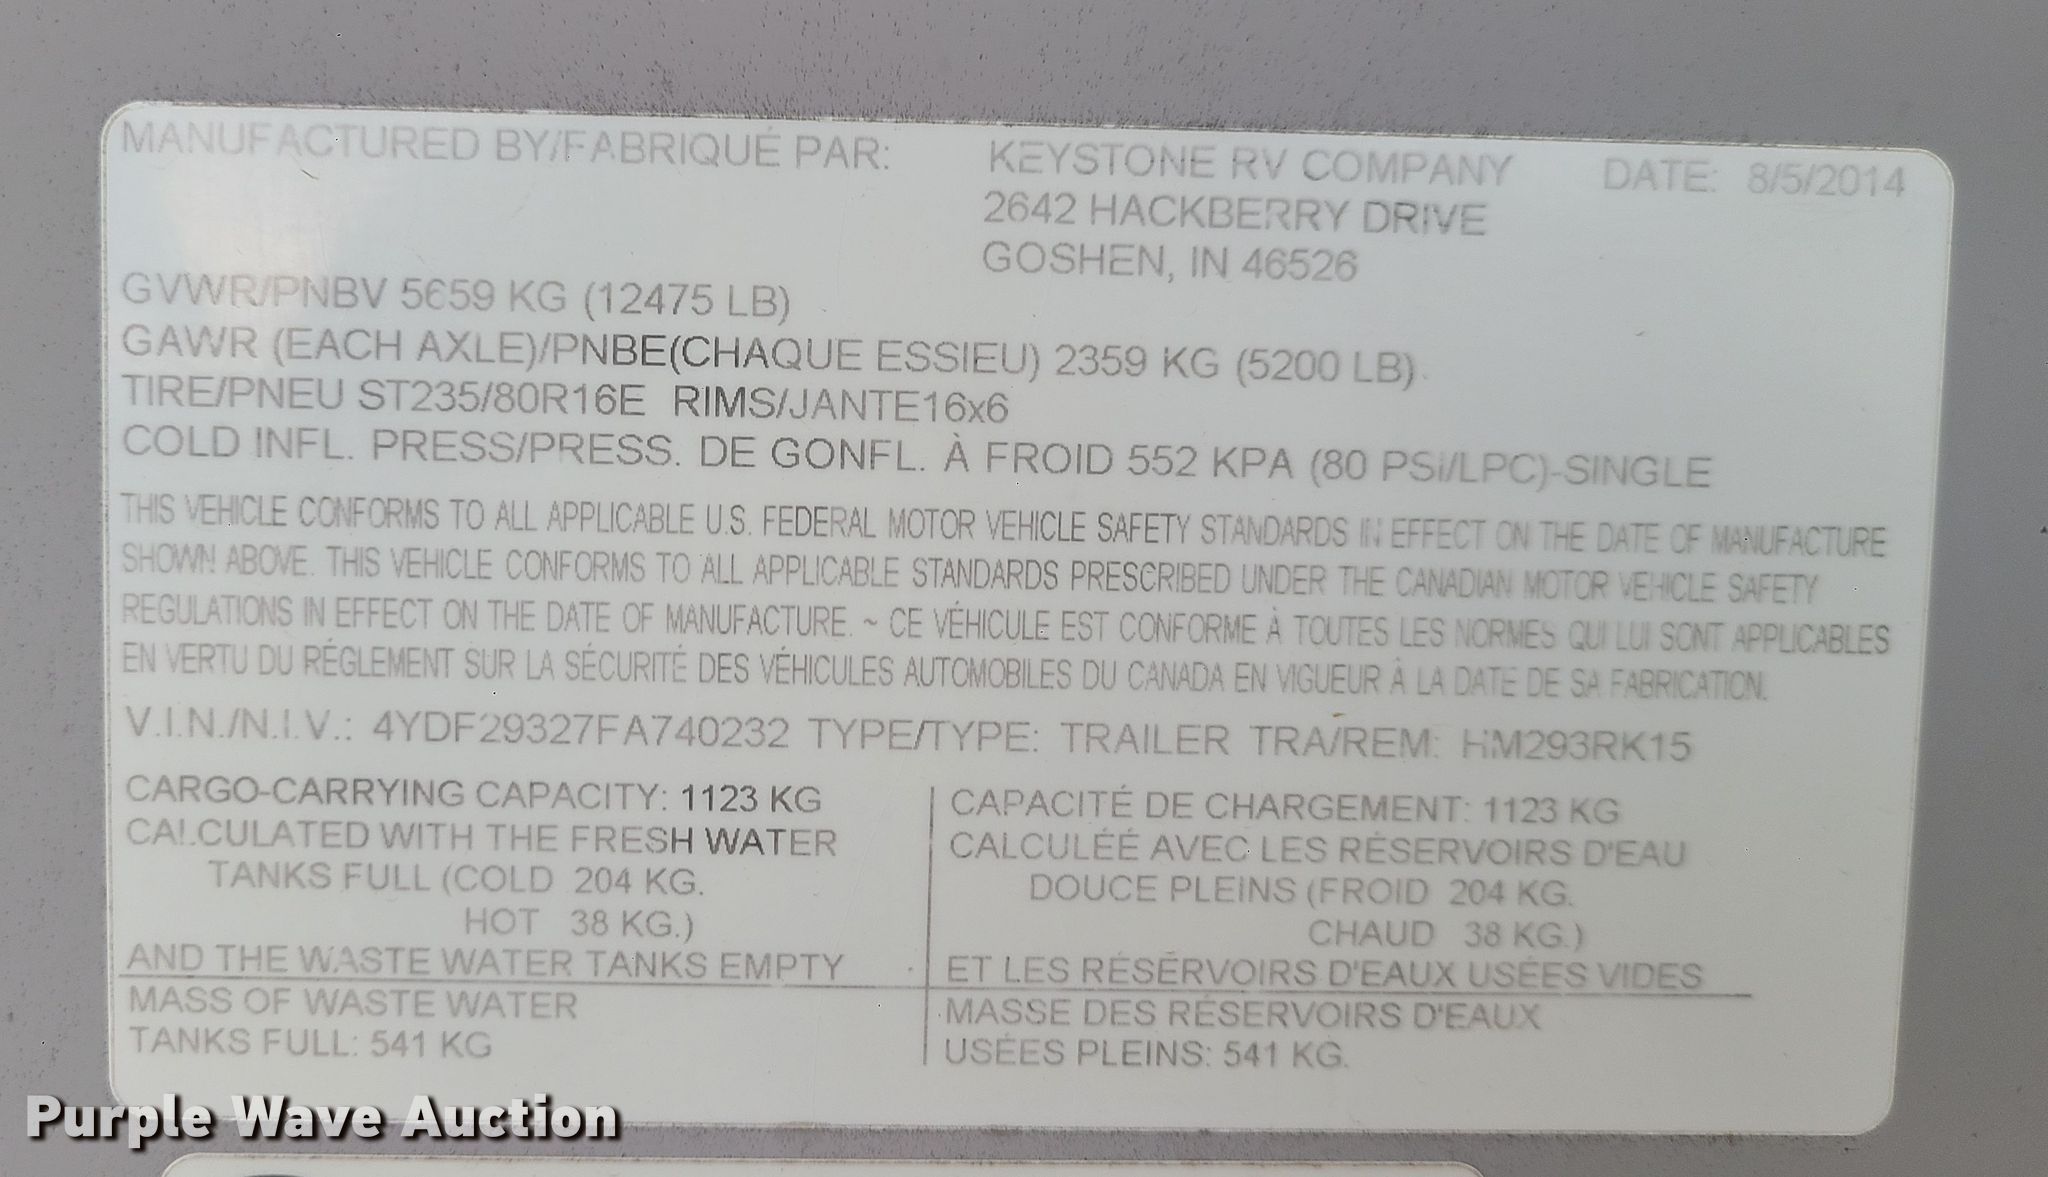 MANUFACTURED BY/FABRIQUÉ PAR: KEYSTONE RV COMPANY DATE: 8/5/2014
2642 HACKBERRY DRIVE
GOSHEN, IN 46526
GVWR/PNBV 5659 KG (12475 LB)
GAWR (EACH AXLE)/PNBE(CHAQUE ESSIEU) 2359 KG (5200 LB)
TIRE/PNEU ST235/80R16E RIMS/JANTE16x6
COLD INFL. PRESS/PRESS. DE GONFL. À FROID 552 KPA (80 PSI/LPC)-SINGLE
THIS VEHICLE CONFORMS TO ALL APPLICABLE U.S. FEDERAL MOTOR VEHICLE SAFETY STANDARDS IN EFFECT ON THE DATE OF MANUFACTURE
SHOWN ABOVE. THIS VEHICLE CONFORMS TO ALL APPLICABLE STANDARDS PRESCRIBED UNDER THE CANADIAN MOTOR VEHICLE SAFETY
REGULATIONS IN EFFECT ON THE DATE OF MANUFACTURE. ~ CE VÉHICULE EST CONFORME À TOUTES LES NORMES QUI LUI SONT APPLICABLES
EN VERTU DU RÉGLEMENT SUR LA SÉCURITÉ DES VÉHICULES AUTOMOBILES DU CANADA EN VIGUEUR À LA DATE DE SA FABRICATION.
V.I.N./N.I.V.: 4YDF29327FA740232 TYPE/TYPE: TRAILER TRA/REM: HM293RK15
CARGO-CARRYING CAPACITY: 1123 KG
CALCULATED WITH THE FRESH WATER
TANKS FULL (COLD 204 KG.
HOT 38 KG.)
AND THE WASTE WATER TANKS EMPTY
MASS OF WASTE WATER
TANKS FULL: 541 KG
CAPACITÉ DE CHARGEMENT: 1123 KG
CALCULÉÉ AVEC LES RÉSERVOIRS D'EAU
DOUCE PLEINS (FROID 204 KG.
CHAUD 38 KG.)
ET LES RÉSÉRVOIRS D'EAUX USÉES VIDES
MASSE DES RÉSERVOIRS D'EAUX
USÉES PLEINS: 541 KG.
Purple Wave Auction